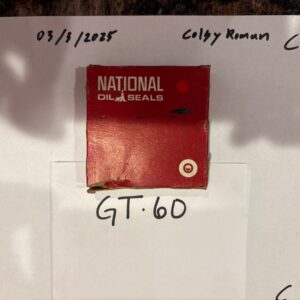 03/3/2025 Colby Roman
NATIONAL
OIL SEALS
GT.60